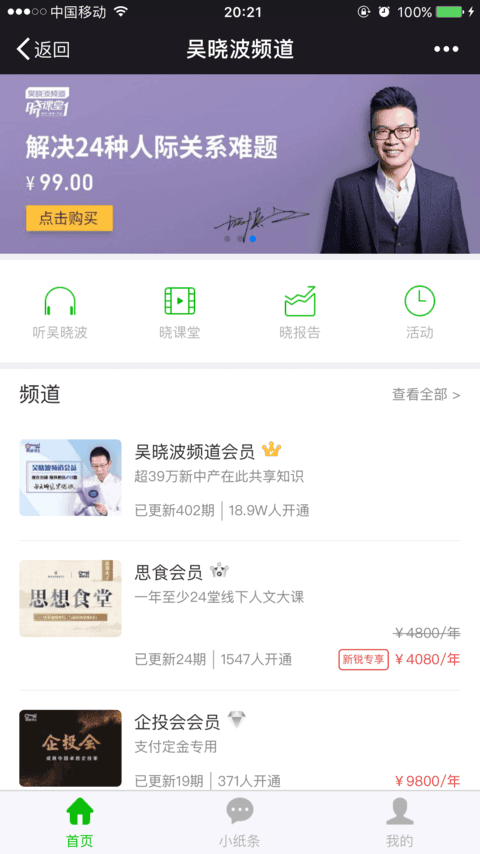 中国移动
20:21
100%
返回
吴晓波频道
吴晓波频道
晓课堂
解决24种人际关系难题
¥99.00
点击购买
听吴晓波
晓课堂
晓报告
活动
频道
查看全部 >
吴晓波频道会员
吴晓波频道会员
超39万新中产在此共享知识
已更新402期 | 18.9W人开通
思想食堂
思食会员
一年至少24堂线下人文大课
¥4800/年
已更新24期 | 1547人开通
新锐专享
¥4080/年
企投会
企投会会员
支付定金专用
已更新19期 | 371人开通
¥9800/年
首页
小纸条
我的